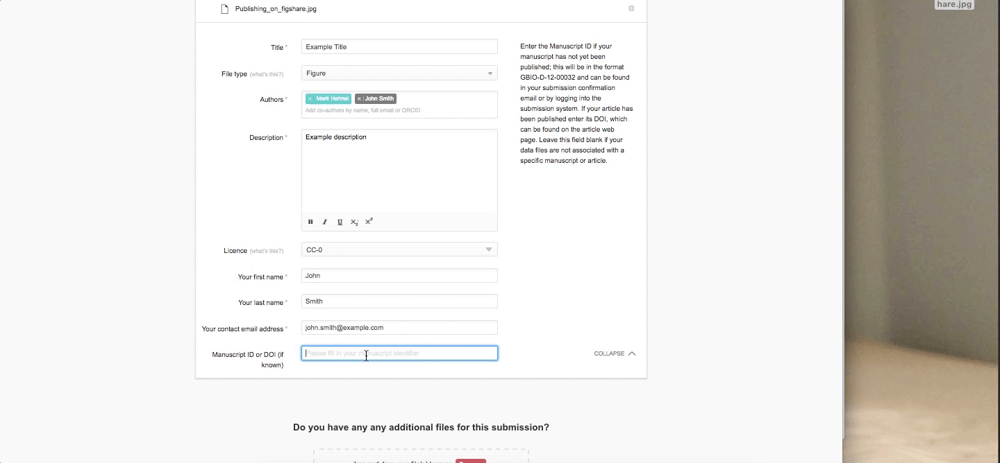 hare.jpg
Publishing_on_figshare.jpg
Title *
Example Title
File type (what's this?)
Figure
Authors *
× Mark Hahnel × John Smith
Add co-authors by name, full email or ORCID
Description *
Example description
B I U X₂ X²
Licence (what's this?)
CC-0
Your first name *
John
Your last name *
Smith
Your contact email address *
john.smith@example.com
Manuscript ID or DOI (if
known)
Please fill in your manuscript identifier
Enter the Manuscript ID if your
manuscript has not yet been
published; this will be in the format
GBIO-D-12-00032 and can be found
in your submission confirmation
email or by logging into the
submission system. If your article has
been published enter its DOI, which
can be found on the article web
page. Leave this field blank if your
data files are not associated with a
specific manuscript or article.
COLLAPSE
Do you have any any additional files for this submission?